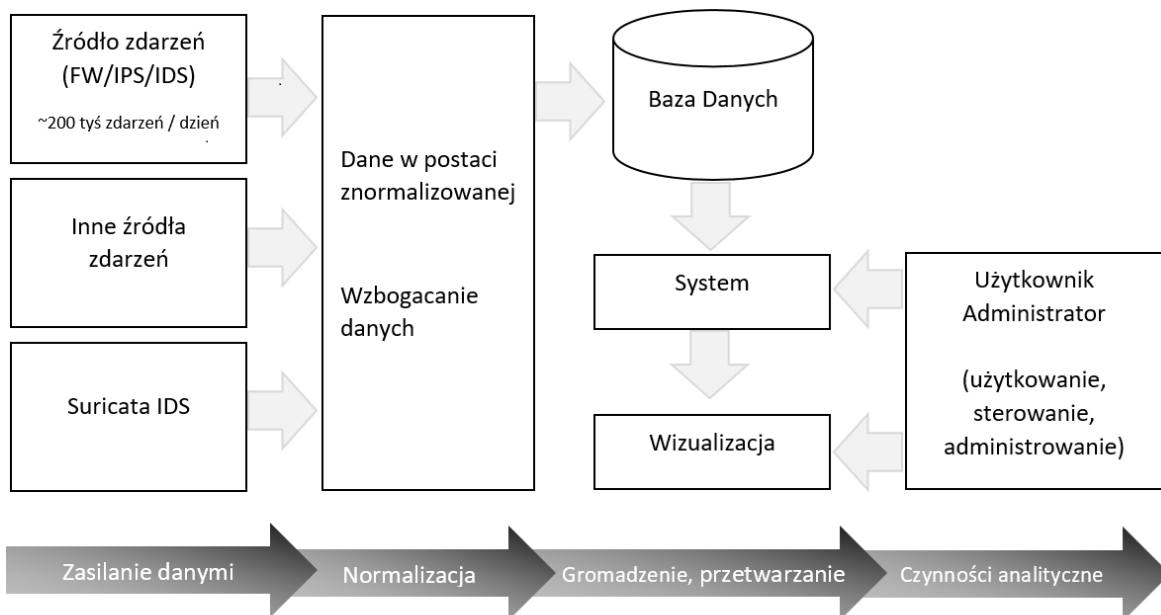 Źródło zdarzeń
(FW/IPS/IDS)
~200 tyś zdarzeń / dzień
Inne źródła
zdarzeń
Suricata IDS
Dane w postaci
znormalizowanej
Wzbogacanie
danych
Baza Danych
System
Wizualizacja
Użytkownik
Administrator
(użytkowanie,
sterowanie,
administrowanie)
Zasilanie danymi
Normalizacja
Gromadzenie, przetwarzanie
Czynności analityczne